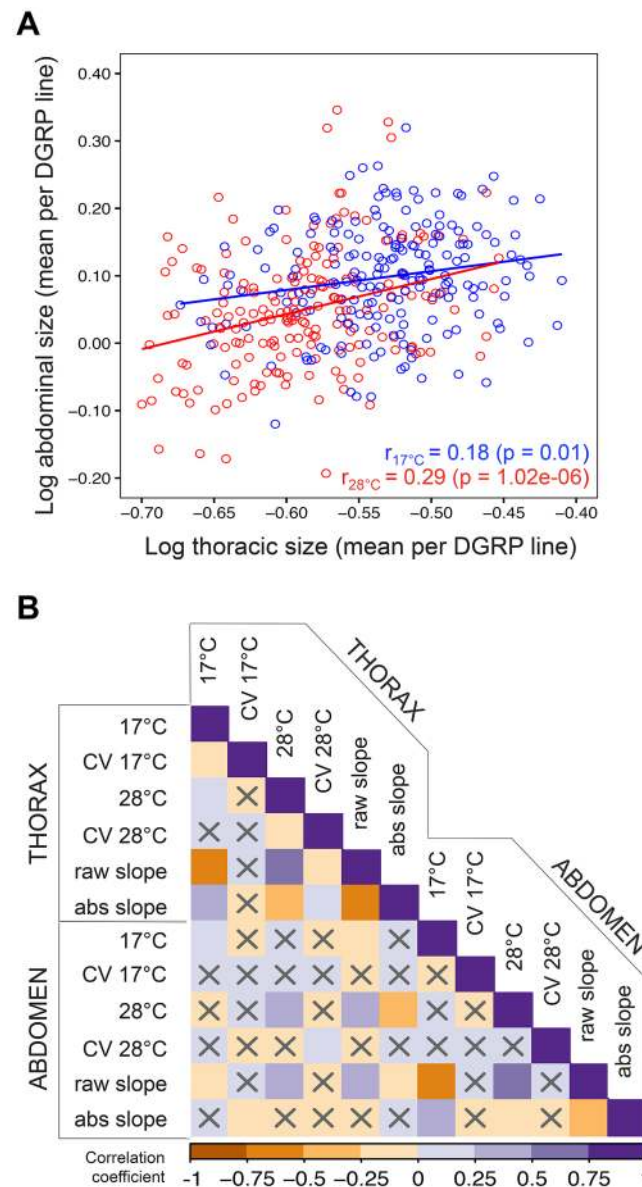 A
Log abdominal size (mean per DGRP line)
0.40
0.30
0.20
0.10
0.00
−0.10
−0.20
r17°C = 0.18 (p = 0.01)
r28°C = 0.29 (p = 1.02e-06)
−0.70 −0.65 −0.60 −0.55 −0.50 −0.45 −0.40
Log thoracic size (mean per DGRP line)
B
THORAX
17°C
CV 17°C
28°C
CV 28°C
raw slope
abs slope
ABDOMEN
17°C
CV 17°C
28°C
CV 28°C
raw slope
abs slope
THORAX
17°C
CV 17°C
28°C
CV 28°C
raw slope
abs slope
ABDOMEN
17°C
CV 17°C
28°C
CV 28°C
raw slope
abs slope
Correlation
coefficient
-1 −0.75 −0.5 −0.25 0 0.25 0.5 0.75